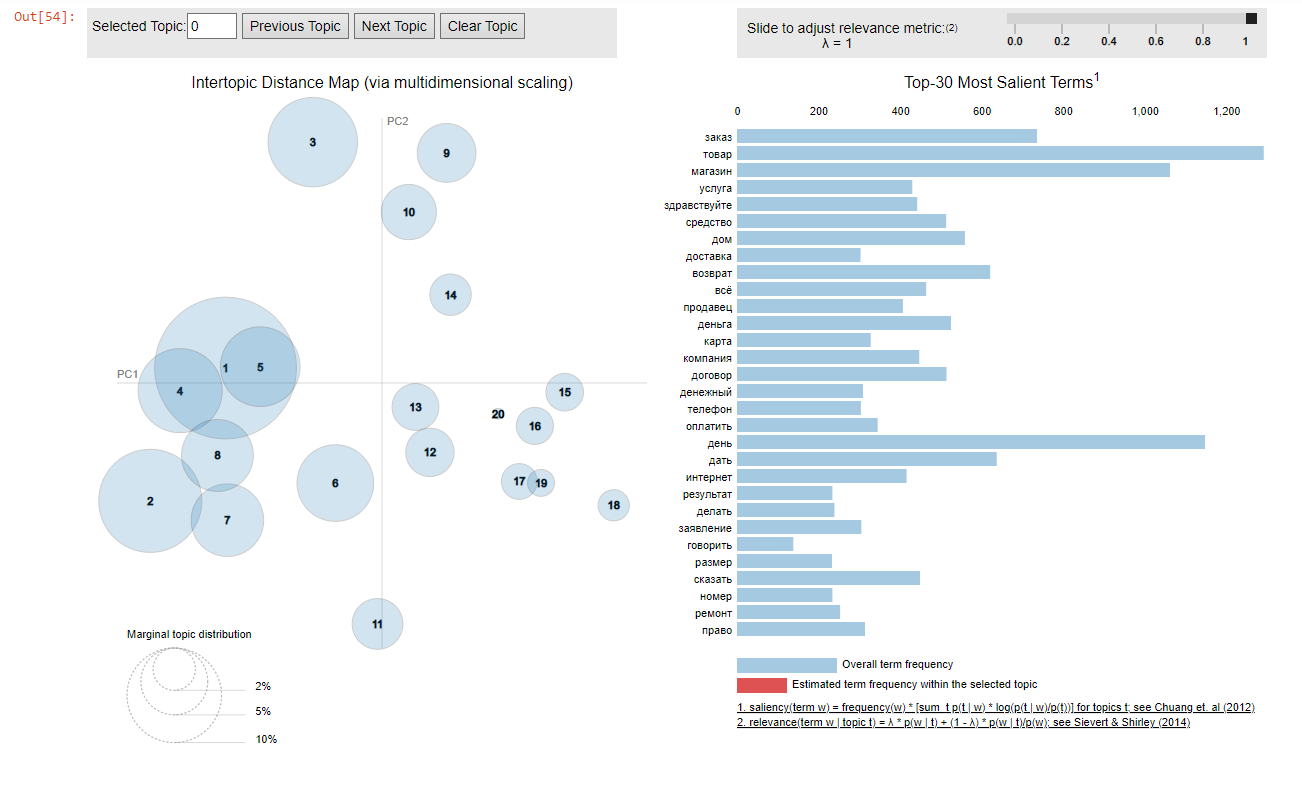 Out[54]:
Selected Topic: 0 Previous Topic Next Topic Clear Topic
Slide to adjust relevance metric:(2)
λ = 1
0.0 0.2 0.4 0.6 0.8 1
Intertopic Distance Map (via multidimensional scaling)
PC2
PC1
3
9
10
14
1
5
4
15
13
20
16
12
8
6
17
19
2
18
7
11
Marginal topic distribution
2%
5%
10%
Top-30 Most Salient Terms1
0 200 400 600 800 1,000 1,200
заказ
товар
магазин
услуга
здравствуйте
средство
дом
доставка
возврат
всё
продавец
деньга
карта
компания
договор
денежный
телефон
оплатить
день
дать
интернет
результат
делать
заявление
говорить
размер
сказать
номер
ремонт
право
Overall term frequency
Estimated term frequency within the selected topic
1. saliency(term w) = frequency(w) * [sum_t p(t | w) * log(p(t | w)/p(t))] for topics t; see Chuang et. al (2012)
2. relevance(term w | topic t) = λ * p(w | t) + (1 - λ) * p(w | t)/p(w); see Sievert & Shirley (2014)